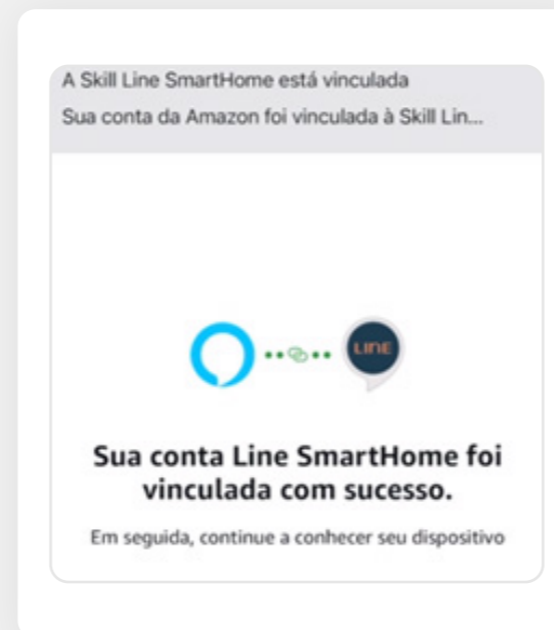 A Skill Line SmartHome está vinculada
Sua conta da Amazon foi vinculada à Skill Lin...
LINE
Sua conta Line SmartHome foi
vinculada com sucesso.
Em seguida, continue a conhecer seu dispositivo